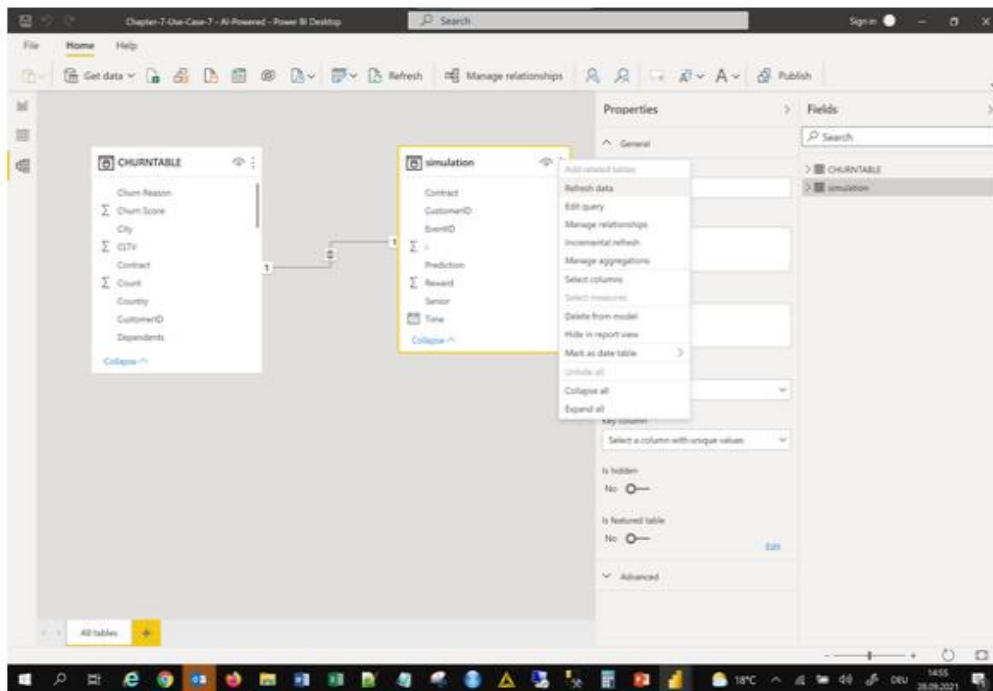 Chapter-7-Use-Case-7 - AI-Powered - Power BI Desktop
Search
Sign in
File Home Help
Get data
Refresh
Manage relationships
Publish
CHURNTABLE
Churn Reason
Churn Score
City
CLTV
Contract
Count
Country
CustomerID
Dependents
Collapse
1
1
simulation
Contract
CustomerID
EventID
Prediction
Reward
Senior
Time
Collapse
Add related tables
Refresh data
Edit query
Manage relationships
Incremental refresh
Manage aggregations
Select columns
Select measures
Delete from model
Hide in report view
Mark as date table
Unhide all
Collapse all
Expand all
Properties
General
Key column
Select a column with unique values
Is hidden
No
Is featured table
No
Edit
Advanced
Fields
Search
CHURNTABLE
simulation
All tables
18°C
DEU
14:55
28.09.2021